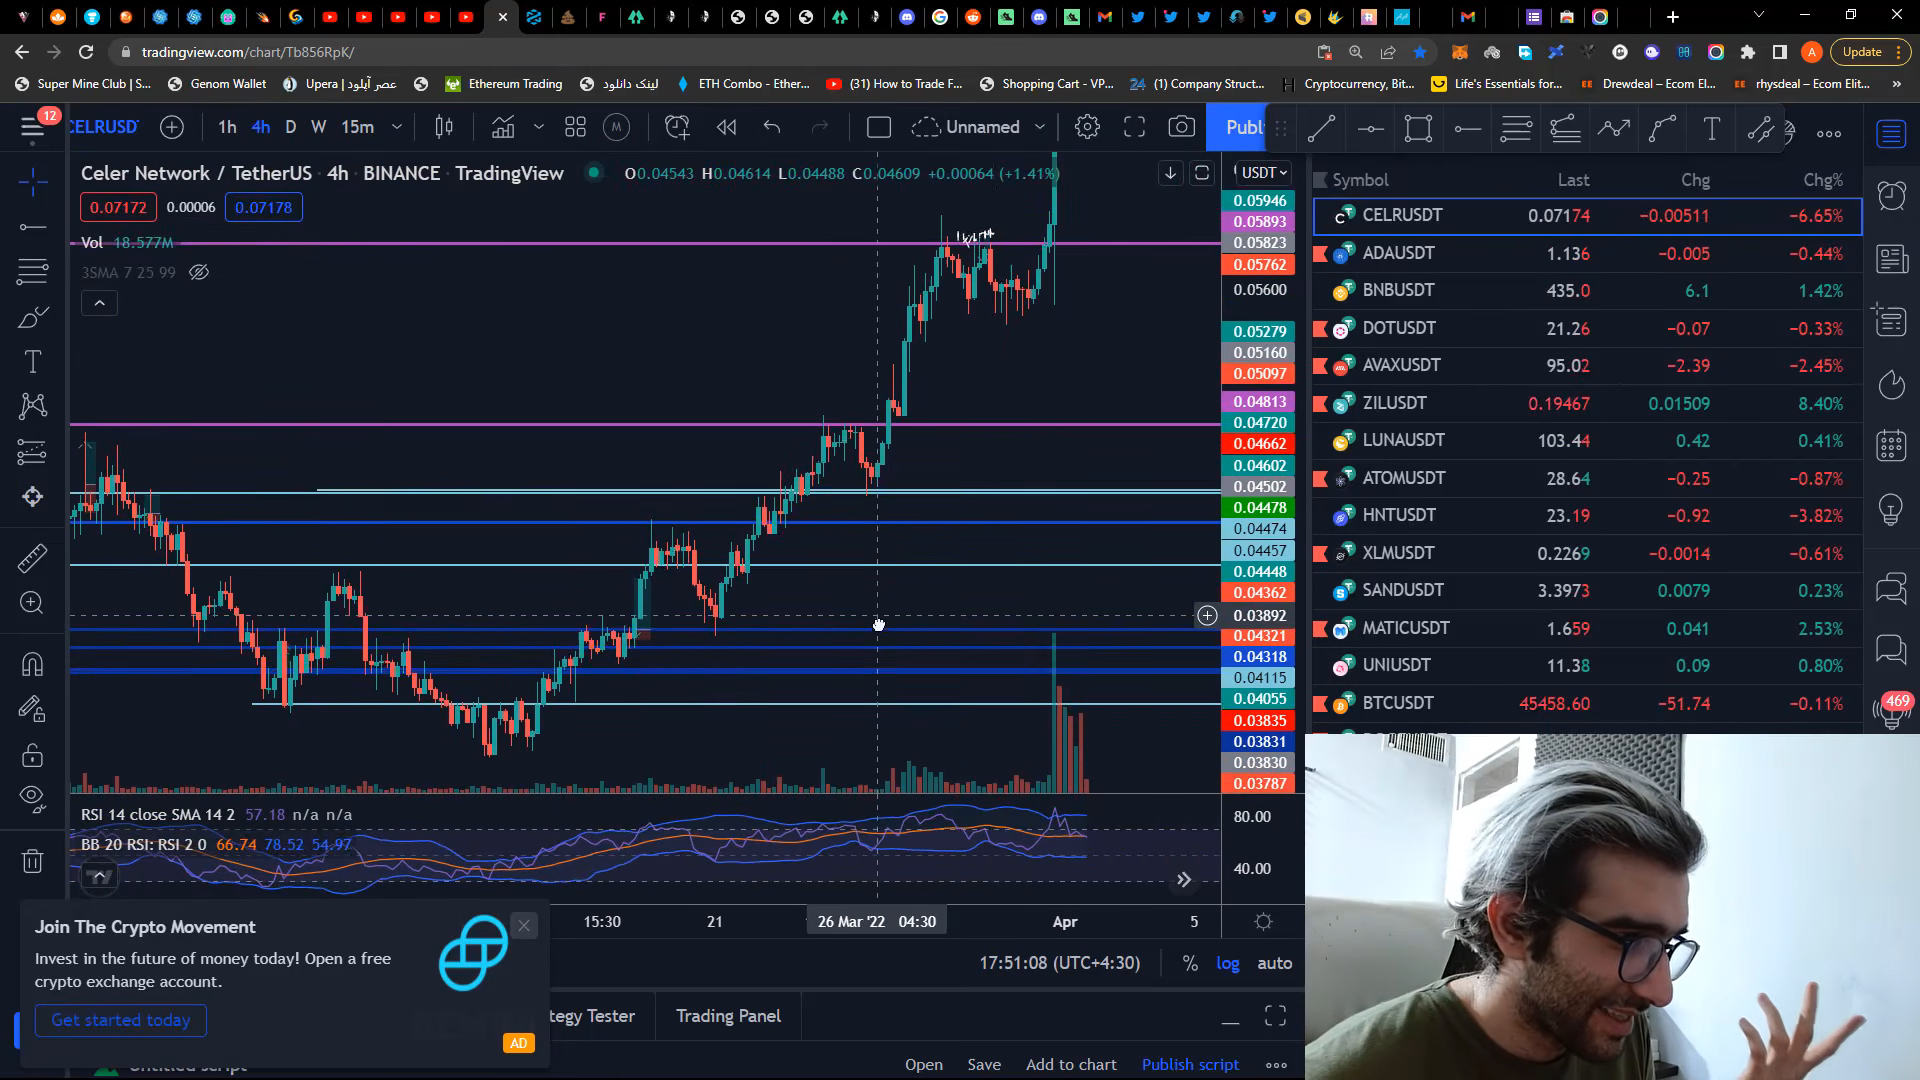 Update
tradingview.com/chart/Tb856RpK/
Super Mine Club | S...
Genom Wallet
Upera | عصر آپلود
Ethereum Trading
لینک دانلود
ETH Combo - Ether...
(31) How to Trade F...
Shopping Cart - VP...
(1) Company Struct...
Cryptocurrency, Bit...
Life's Essentials for...
Drewdeal – Ecom Eli...
rhysdeal – Ecom Elit...
12
CELRUSD
1h 4h D W 15m
M
Unnamed
Publ
T
Celer Network / TetherUS · 4h · BINANCE · TradingView
O0.04543 H0.04614 L0.04488 C0.04609 +0.00064 (+1.41%)
USDT
0.07172 0.00006 0.07178
Vol 18.577M
3SMA 7 25 99
0.05946
0.05893
0.05823
0.05762
0.05600
0.05279
0.05160
0.05097
0.04813
0.04720
0.04662
0.04602
0.04502
0.04478
0.04474
0.04457
0.04448
0.04362
0.03892
0.04321
0.04318
0.04115
0.04055
0.03835
0.03831
0.03830
0.03787
Symbol Last Chg Chg%
CELRUSDT 0.07174 −0.00511 −6.65%
ADAUSDT 1.136 −0.005 −0.44%
BNBUSDT 435.0 6.1 1.42%
DOTUSDT 21.26 −0.07 −0.33%
AVAXUSDT 95.02 −2.39 −2.45%
ZILUSDT 0.19467 0.01509 8.40%
LUNAUSDT 103.44 0.42 0.41%
ATOMUSDT 28.64 −0.25 −0.87%
HNTUSDT 23.19 −0.92 −3.82%
XLMUSDT 0.2269 −0.0014 −0.61%
SANDUSDT 3.3973 0.0079 0.23%
MATICUSDT 1.659 0.041 2.53%
UNIUSDT 11.38 0.09 0.80%
BTCUSDT 45458.60 −51.74 −0.11%
469
RSI 14 close SMA 14 2 57.18 n/a n/a
BB 20 RSI: RSI 2 0 66.74 78.52 54.97
80.00
40.00
15:30 21 26 Mar '22 04:30 Apr 5
Join The Crypto Movement
Invest in the future of money today! Open a free
crypto exchange account.
Get started today
AD
17:51:08 (UTC+4:30) % log auto
tegy Tester Trading Panel
Open Save Add to chart Publish script